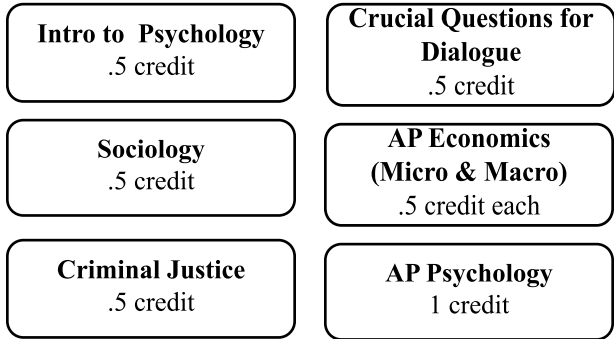 Intro to Psychology
.5 credit
Crucial Questions for
Dialogue
.5 credit
Sociology
.5 credit
AP Economics
(Micro & Macro)
.5 credit each
Criminal Justice
.5 credit
AP Psychology
1 credit